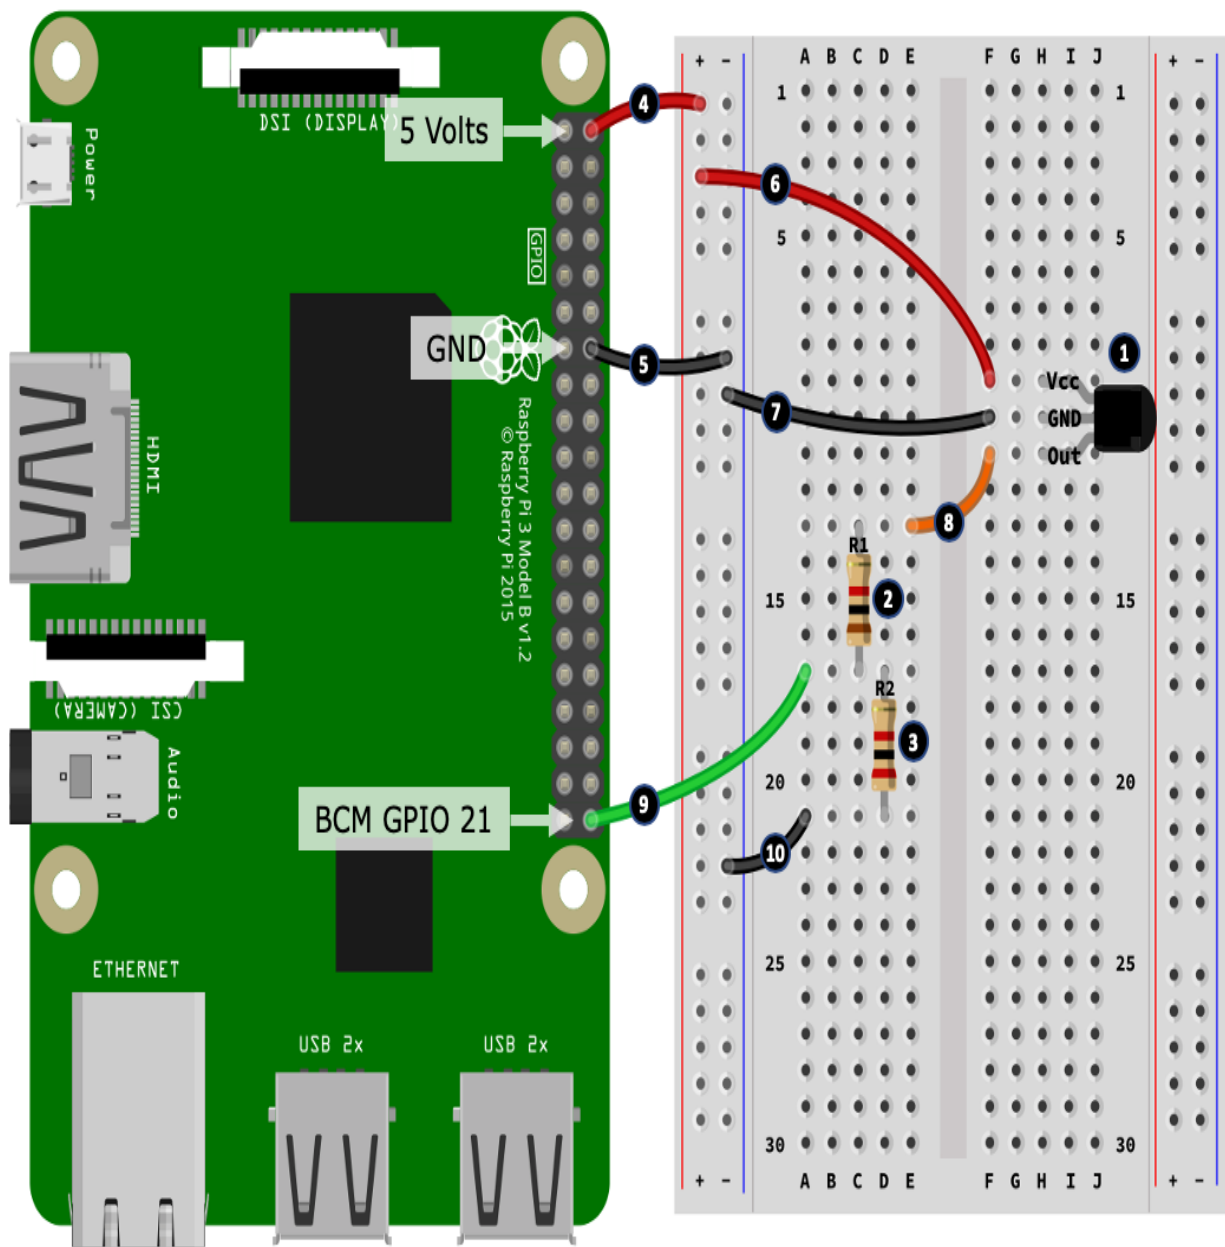 DSI (DISPLAY)
Power
5 Volts
GPIO
GND
Raspberry Pi 3 Model B v1.2
© Raspberry Pi 2015
HDMI
CSI (CAMERA)
Audio
BCM GPIO 21
ETHERNET
USB 2x
USB 2x
4
6
5
7
8
9
10
+ -
A B C D E
F G H I J
+ -
1
1
5
5
1
Vcc
GND
Out
R1
2
15
15
R2
3
20
20
25
25
30
30
+ -
A B C D E
F G H I J
+ -